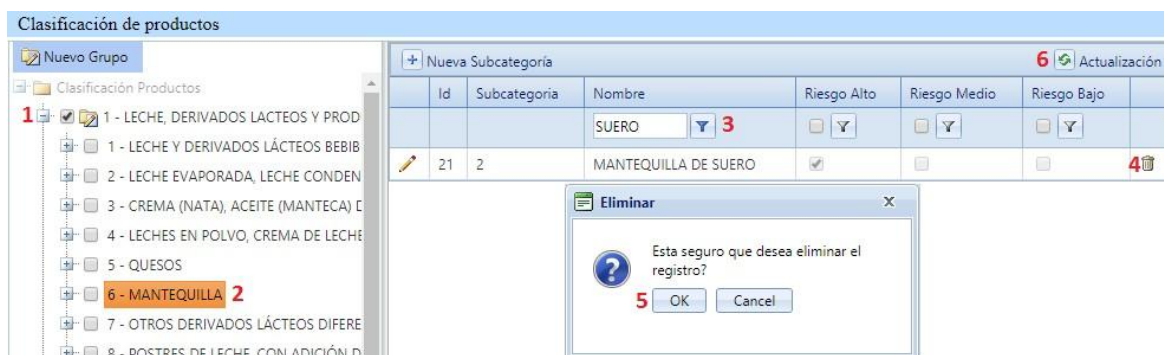 Clasificación de productos
Nuevo Grupo
Nueva Subcategoría
6 Actualización
Clasificación Productos
Id Subcategoria Nombre Riesgo Alto Riesgo Medio Riesgo Bajo
1 1 - LECHE, DERIVADOS LACTEOS Y PROD
SUERO 3
1 - LECHE Y DERIVADOS LÁCTEOS BEBIB
21 2 MANTEQUILLA DE SUERO 4
2 - LECHE EVAPORADA, LECHE CONDEN
3 - CREMA (NATA), ACEITE (MANTECA) D
4 - LECHES EN POLVO, CREMA DE LECHE
5 - QUESOS
6 - MANTEQUILLA 2
7 - OTROS DERIVADOS LÁCTEOS DIFERE
8 - POSTRES DE LECHE, CON ADICIÓN D
Eliminar X
Esta seguro que desea eliminar el
registro?
5 OK Cancel